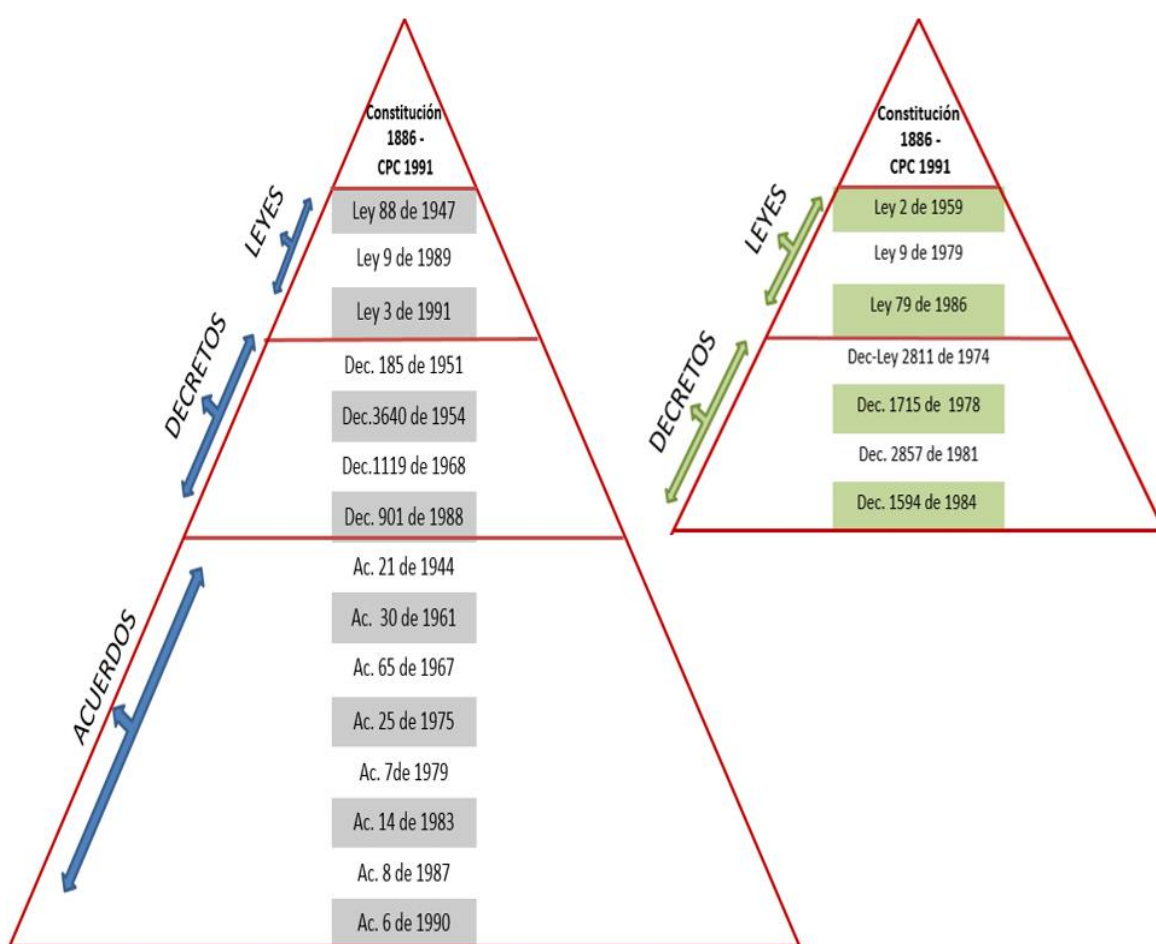 Constitución
1886 -
CPC 1991
LEYES
Ley 88 de 1947
Ley 9 de 1989
Ley 3 de 1991
DECRETOS
Dec. 185 de 1951
Dec.3640 de 1954
Dec.1119 de 1968
Dec. 901 de 1988
ACUERDOS
Ac. 21 de 1944
Ac. 30 de 1961
Ac. 65 de 1967
Ac. 25 de 1975
Ac. 7de 1979
Ac. 14 de 1983
Ac. 8 de 1987
Ac. 6 de 1990
Constitución
1886 -
CPC 1991
LEYES
Ley 2 de 1959
Ley 9 de 1979
Ley 79 de 1986
DECRETOS
Dec-Ley 2811 de 1974
Dec. 1715 de 1978
Dec. 2857 de 1981
Dec. 1594 de 1984